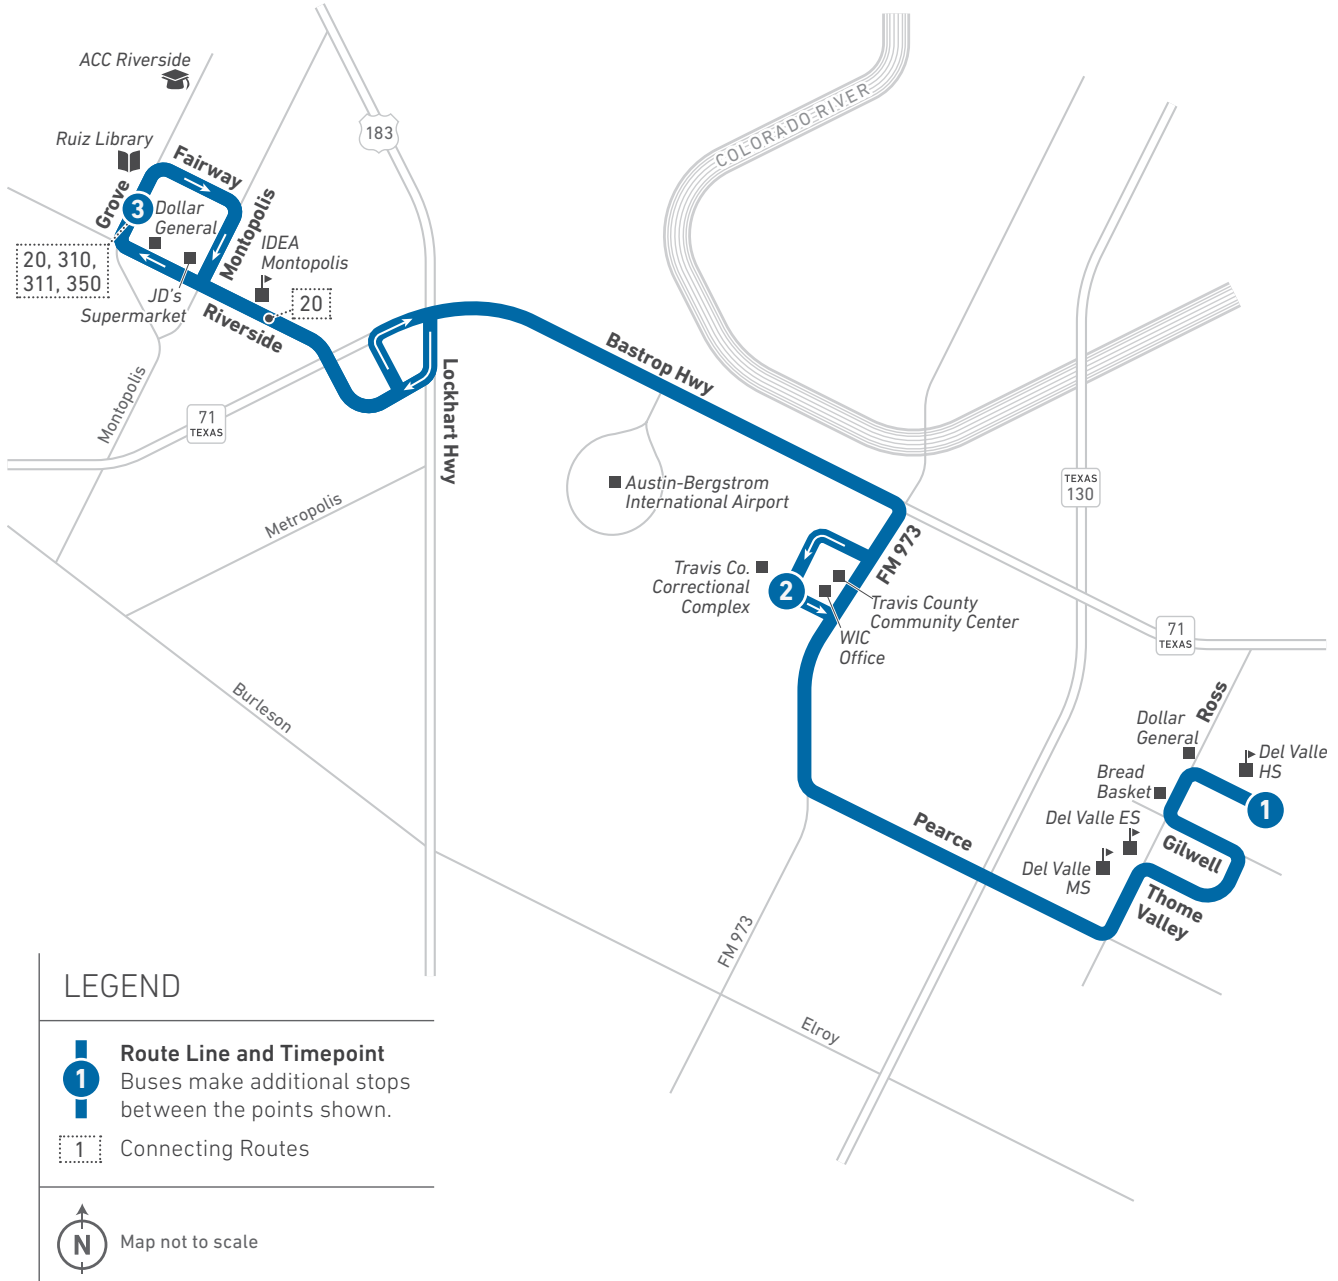 ACC Riverside
Ruiz Library
Fairway
Grove
3
Dollar
General
Montopolis
IDEA
Montopolis
20, 310,
311, 350
JD's
Supermarket
20
Riverside
183
COLORADO RIVER
Bastrop Hwy
Lockhart Hwy
Montopolis
71
TEXAS
Metropolis
Austin-Bergstrom
International Airport
TEXAS
130
FM 973
Travis Co.
Correctional
Complex
2
Travis County
Community Center
WIC
Office
71
TEXAS
Burleson
Ross
Dollar
General
Del Valle
HS
Bread
Basket
1
Del Valle ES
Gilwell
Pearce
Del Valle
MS
Thome
Valley
FM 973
Elroy
LEGEND
Route Line and Timepoint
1
Buses make additional stops
between the points shown.
1
Connecting Routes
N
Map not to scale